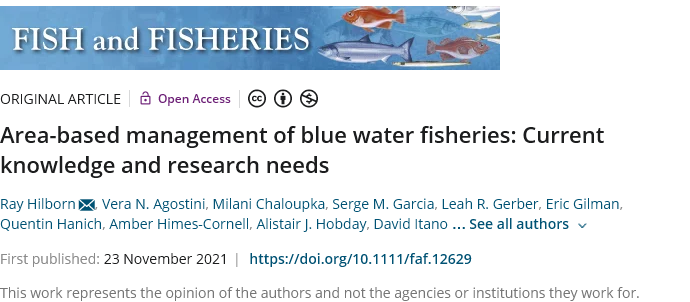 FISH and FISHERIES
ORIGINAL ARTICLE Open Access
Area-based management of blue water fisheries: Current
knowledge and research needs
Ray Hilborn, Vera N. Agostini, Milani Chaloupka, Serge M. Garcia, Leah R. Gerber, Eric Gilman,
Quentin Hanich, Amber Himes-Cornell, Alistair J. Hobday, David Itano ... See all authors
First published: 23 November 2021 | https://doi.org/10.1111/faf.12629
This work represents the opinion of the authors and not the agencies or institutions they work for.